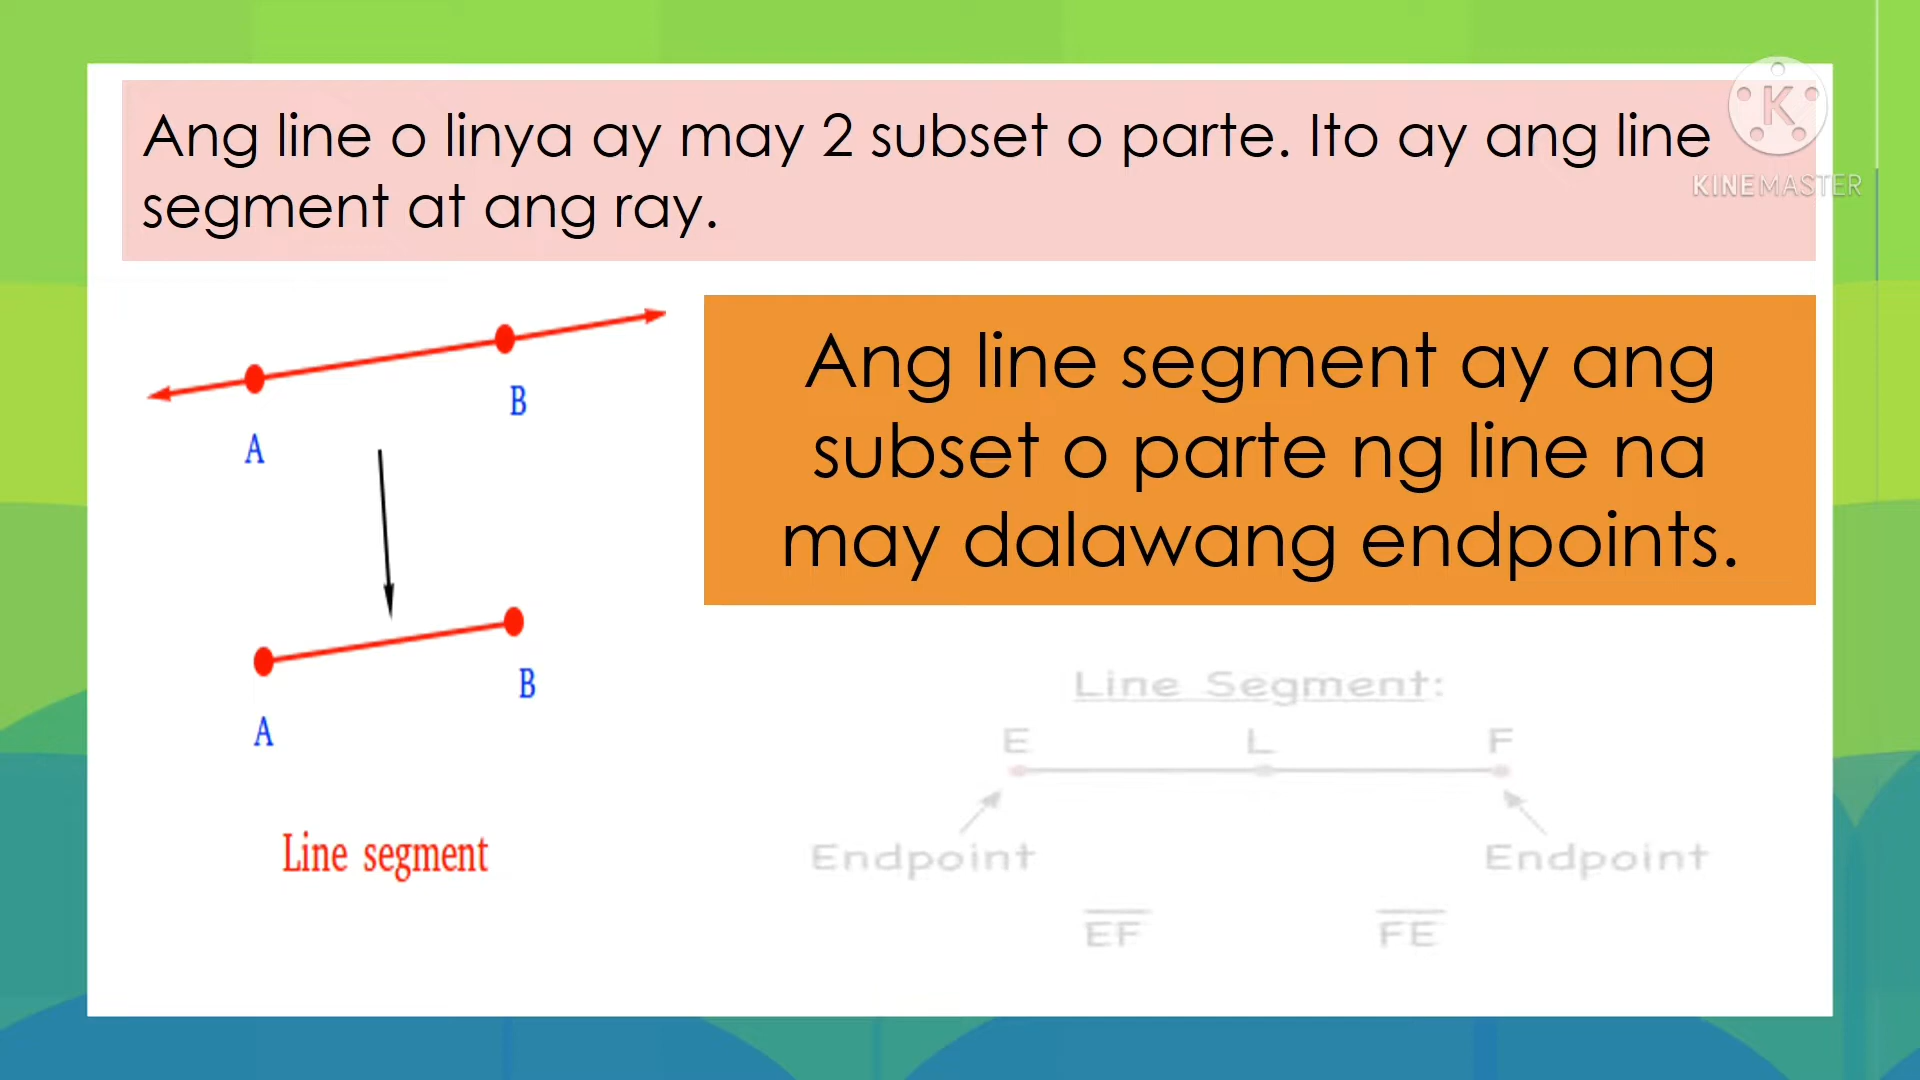 Ang line o linya ay may 2 subset o parte. Ito ay ang line
segment at ang ray.
K
KINEMASTER
A
B
Ang line segment ay ang
subset o parte ng line na
may dalawang endpoints.
A
B
Line segment
Line Segment:
E L F
Endpoint Endpoint
EF FE